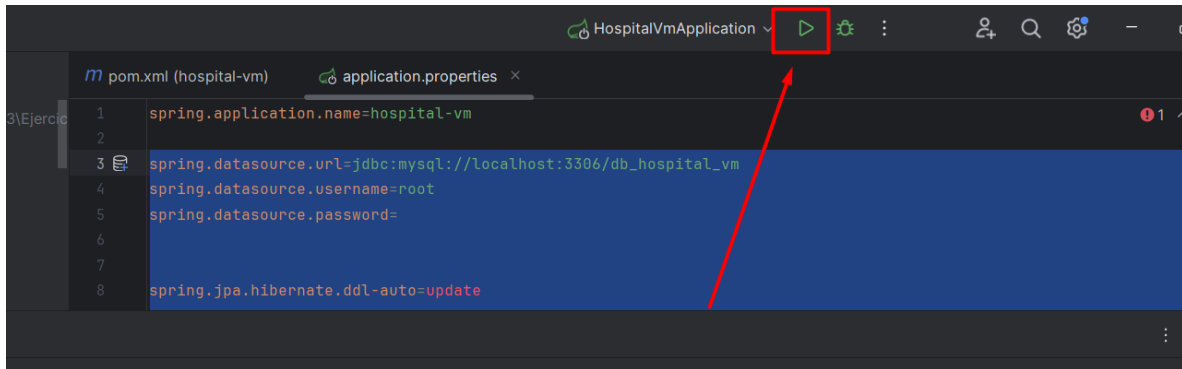 HospitalVmApplication
m pom.xml (hospital-vm) application.properties ×
3\Ejercic
1 spring.application.name=hospital-vm 1
2
3 spring.datasource.url=jdbc:mysql://localhost:3306/db_hospital_vm
4 spring.datasource.username=root
5 spring.datasource.password=
6
7
8 spring.jpa.hibernate.ddl-auto=update